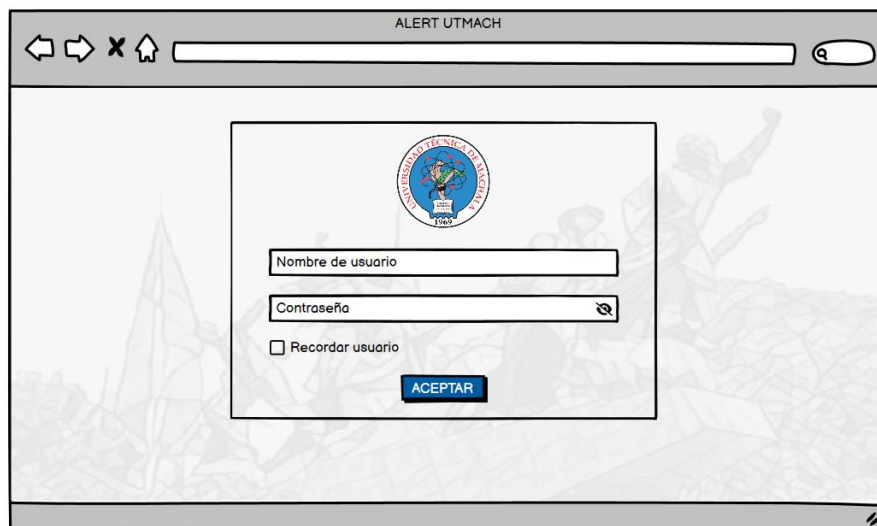 ALERT UTMACH
UNIVERSIDAD TÉCNICA DE MACHALA
1969
Nombre de usuario
Contraseña
Recordar usuario
ACEPTAR